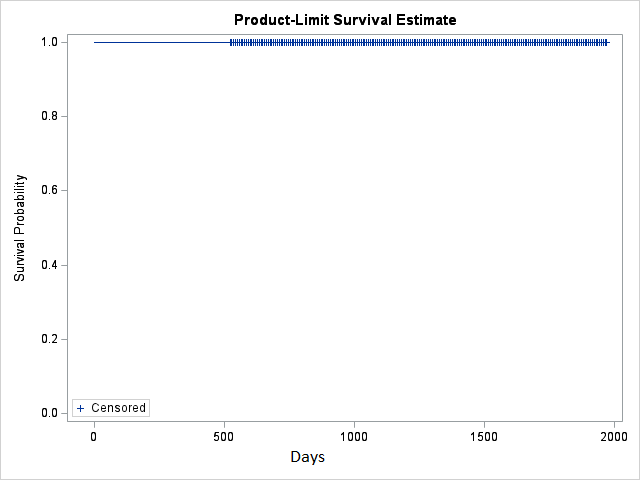 Product-Limit Survival Estimate
1.0
0.8
0.6
0.4
0.2
0.0
Survival Probability
+ Censored
0 500 1000 1500 2000
Days